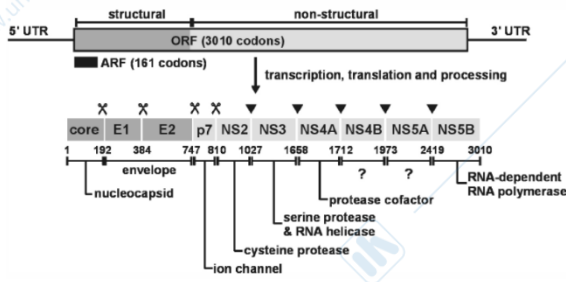 structural non-structural
5' UTR 3' UTR
ORF (3010 codons)
ARF (161 codons)
transcription, translation and processing
core E1 E2 p7 NS2 NS3 NS4A NS4B NS5A NS5B
1 192 384 747 810 1027 1658 1712 1973 2419 3010
envelope ? ?
nucleocapsid
RNA-dependent
RNA polymerase
protease cofactor
serine protease
& RNA helicase
cysteine protease
ion channel